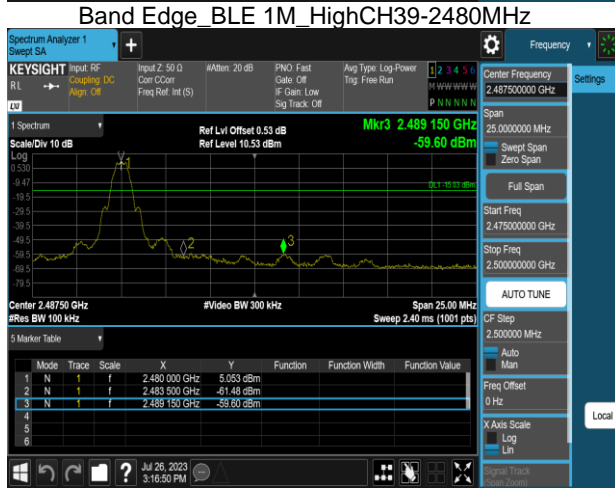 Band Edge_BLE 1M_HighCH39-2480MHz
Spectrum Analyzer 1
Swept SA
+
Frequency
KEYSIGHT Input: RF Input Z: 50 Ω #Atten: 20 dB PNO: Fast Avg Type: Log-Power 1 2 3 4 5 6
RL Coupling: DC Corr CCorr Gate: Off Trig: Free Run M W W W W W
Align: Off Freq Ref: Int (S) IF Gain: Low
Sig Track: Off P N N N N N
Center Frequency
2.487500000 GHz
Settings
1 Spectrum
Ref Lvl Offset 0.53 dB Mkr3 2.489 150 GHz
Scale/Div 10 dB Ref Level 10.53 dBm -59.60 dBm
Log
0.530
-9.47
-19.5
-29.5
-39.5
-49.5
-59.5
-69.5
-79.5
1
2
3
DL1 -15.03 dBm
Center 2.48750 GHz #Video BW 300 kHz Span 25.00 MHz
#Res BW 100 kHz Sweep 2.40 ms (1001 pts)
Span
25.0000000 MHz
Swept Span
Zero Span
Full Span
Start Freq
2.475000000 GHz
Stop Freq
2.500000000 GHz
AUTO TUNE
CF Step
2.500000 MHz
Auto
Man
Freq Offset
0 Hz
X Axis Scale
Log
Lin
Signal Track
(Span Zoom)
Local
5 Marker Table
Mode Trace Scale X Y Function Function Width Function Value
1 N 1 f 2.480 000 GHz 5.053 dBm
2 N 1 f 2.483 500 GHz -61.48 dBm
3 N 1 f 2.489 150 GHz -59.60 dBm
4
5
6
? Jul 26, 2023
3:16:50 PM